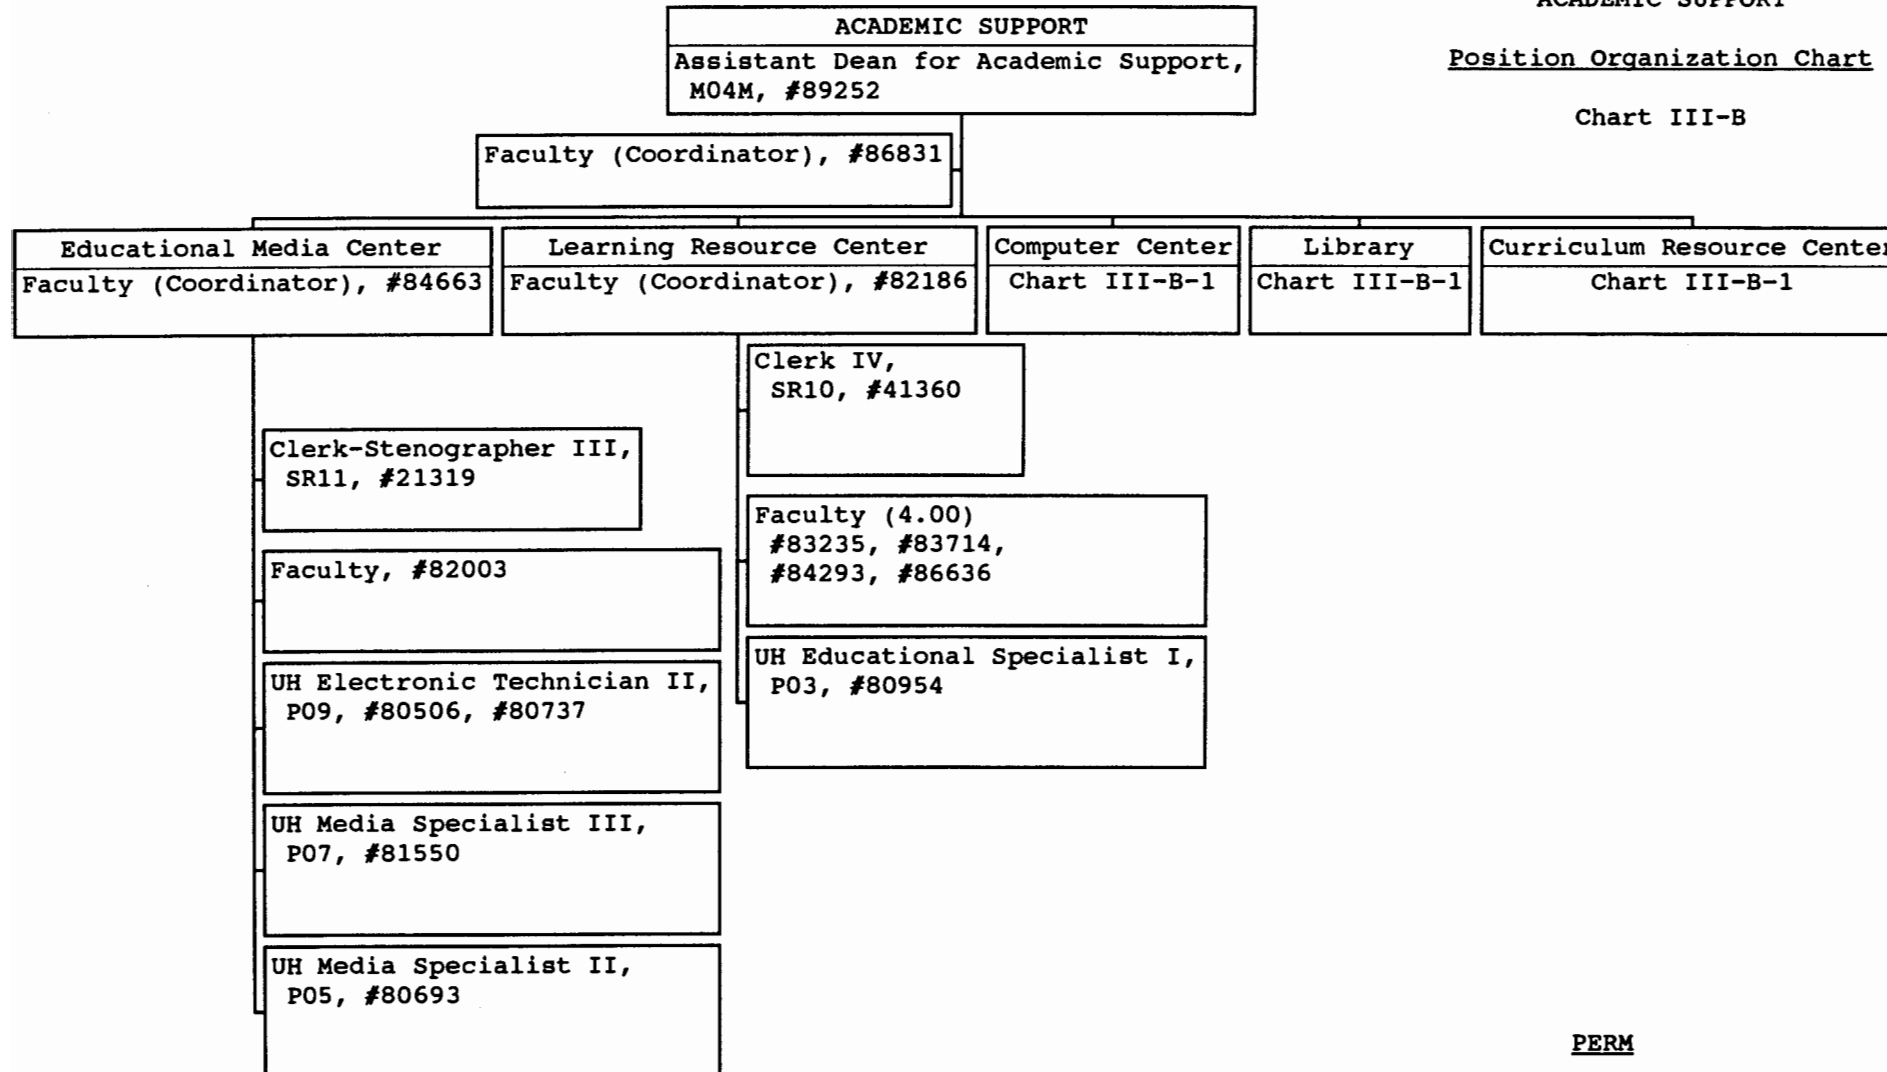 ACADEMIC SUPPORT
Position Organization Chart
Chart III-B
ACADEMIC SUPPORT
Assistant Dean for Academic Support,
M04M, #89252
Faculty (Coordinator), #86831
Educational Media Center
Faculty (Coordinator), #84663
Learning Resource Center
Faculty (Coordinator), #82186
Computer Center
Chart III-B-1
Library
Chart III-B-1
Curriculum Resource Center
Chart III-B-1
Clerk-Stenographer III,
SR11, #21319
Faculty, #82003
UH Electronic Technician II,
P09, #80506, #80737
UH Media Specialist III,
P07, #81550
UH Media Specialist II,
P05, #80693
Clerk IV,
SR10, #41360
Faculty (4.00)
#83235, #83714,
#84293, #86636
UH Educational Specialist I,
P03, #80954
PERM